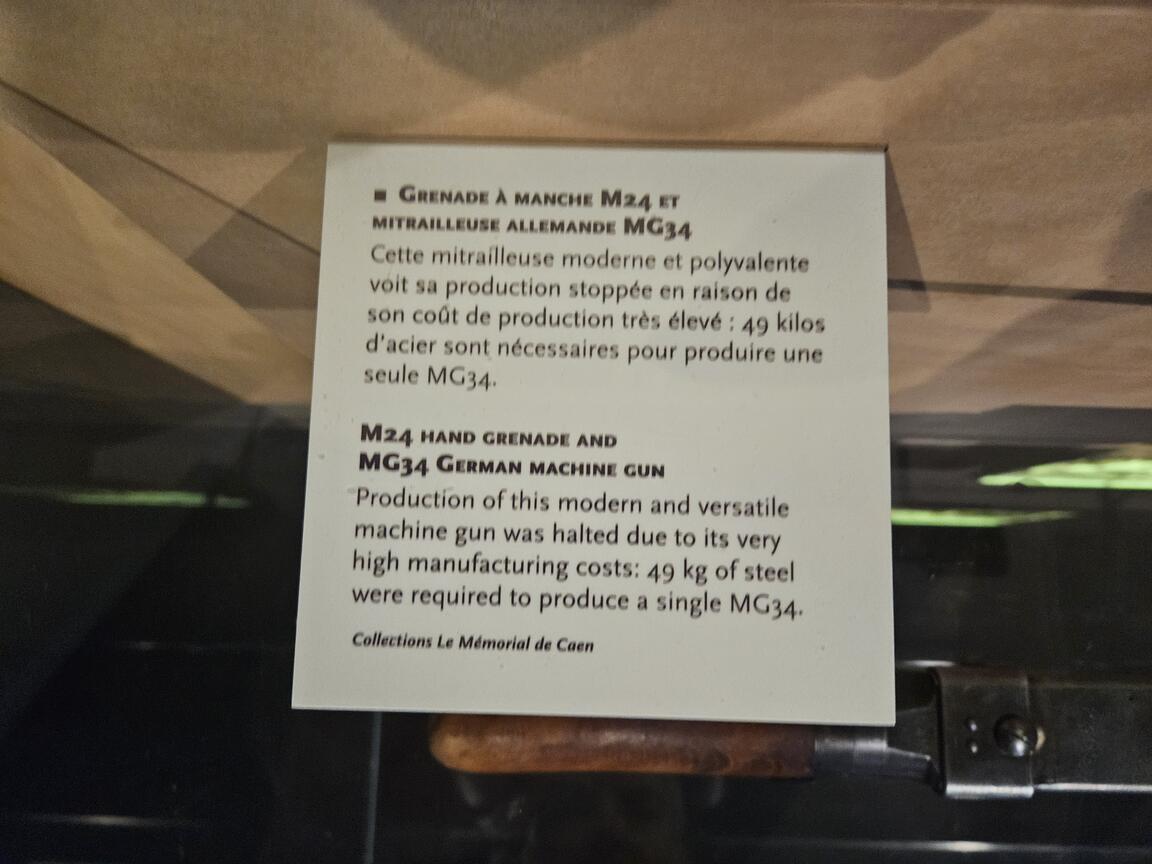 ■ GRENADE À MANCHE M24 ET
MITRAILLEUSE ALLEMANDE MG34
Cette mitrailleuse moderne et polyvalente
voit sa production stoppée en raison de
son coût de production très élevé : 49 kilos
d'acier sont nécessaires pour produire une
seule MG34.
M24 HAND GRENADE AND
MG34 GERMAN MACHINE GUN
Production of this modern and versatile
machine gun was halted due to its very
high manufacturing costs: 49 kg of steel
were required to produce a single MG34.
Collections Le Mémorial de Caen